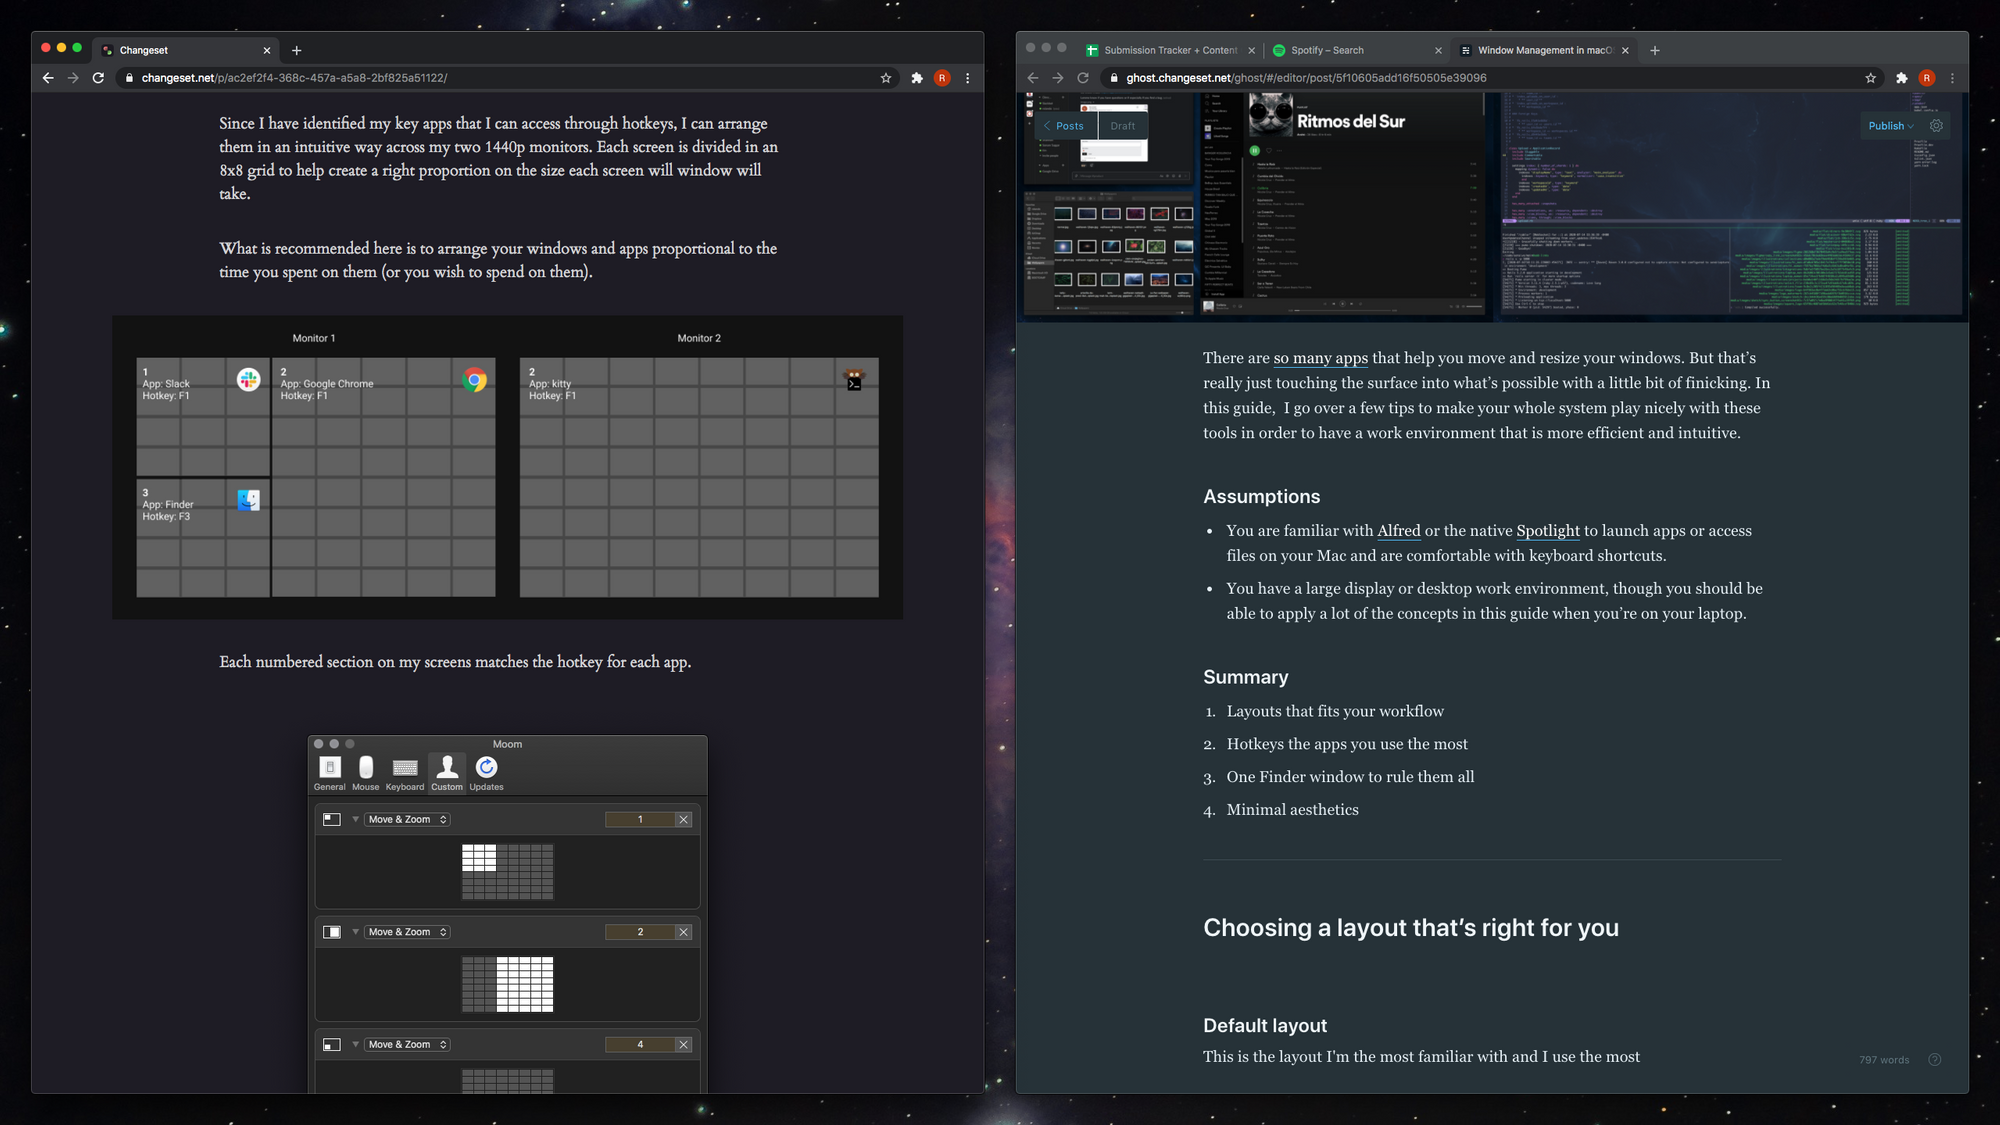 Changeset
changeset.net/p/ac2ef2f4-368c-457a-a5a8-2bf825a51122/
R
Since I have identified my key apps that I can access through hotkeys, I can arrange
them in an intuitive way across my two 1440p monitors. Each screen is divided in an
8x8 grid to help create a right proportion on the size each screen will window will
take.
What is recommended here is to arrange your windows and apps proportional to the
time you spent on them (or you wish to spend on them).
Monitor 1
Monitor 2
1
App: Slack
Hotkey: F1
2
App: Google Chrome
Hotkey: F1
2
App: kitty
Hotkey: F1
3
App: Finder
Hotkey: F3
Each numbered section on my screens matches the hotkey for each app.
Moom
General Mouse Keyboard Custom Updates
Move & Zoom 1
Move & Zoom 2
Move & Zoom 4
Submission Tracker + Content
Spotify – Search
Window Management in macO
ghost.changeset.net/ghost/#/editor/post/5f10605add16f50505e39096
R
Posts Draft
Ritmos del Sur
Publish
There are so many apps that help you move and resize your windows. But that’s
really just touching the surface into what’s possible with a little bit of finicking. In
this guide, I go over a few tips to make your whole system play nicely with these
tools in order to have a work environment that is more efficient and intuitive.
Assumptions
• You are familiar with Alfred or the native Spotlight to launch apps or access
files on your Mac and are comfortable with keyboard shortcuts.
• You have a large display or desktop work environment, though you should be
able to apply a lot of the concepts in this guide when you’re on your laptop.
Summary
1. Layouts that fits your workflow
2. Hotkeys the apps you use the most
3. One Finder window to rule them all
4. Minimal aesthetics
Choosing a layout that’s right for you
Default layout
This is the layout I'm the most familiar with and I use the most
797 words